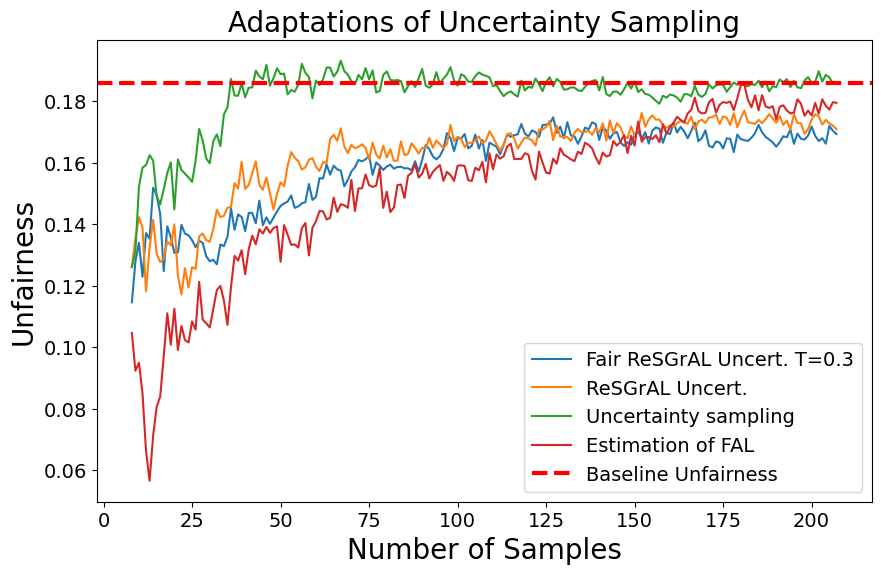 Adaptations of Uncertainty Sampling
Unfairness
0.18
0.16
0.14
0.12
0.10
0.08
0.06
Fair ReSGrAL Uncert. T=0.3
ReSGrAL Uncert.
Uncertainty sampling
Estimation of FAL
Baseline Unfairness
0 25 50 75 100 125 150 175 200
Number of Samples